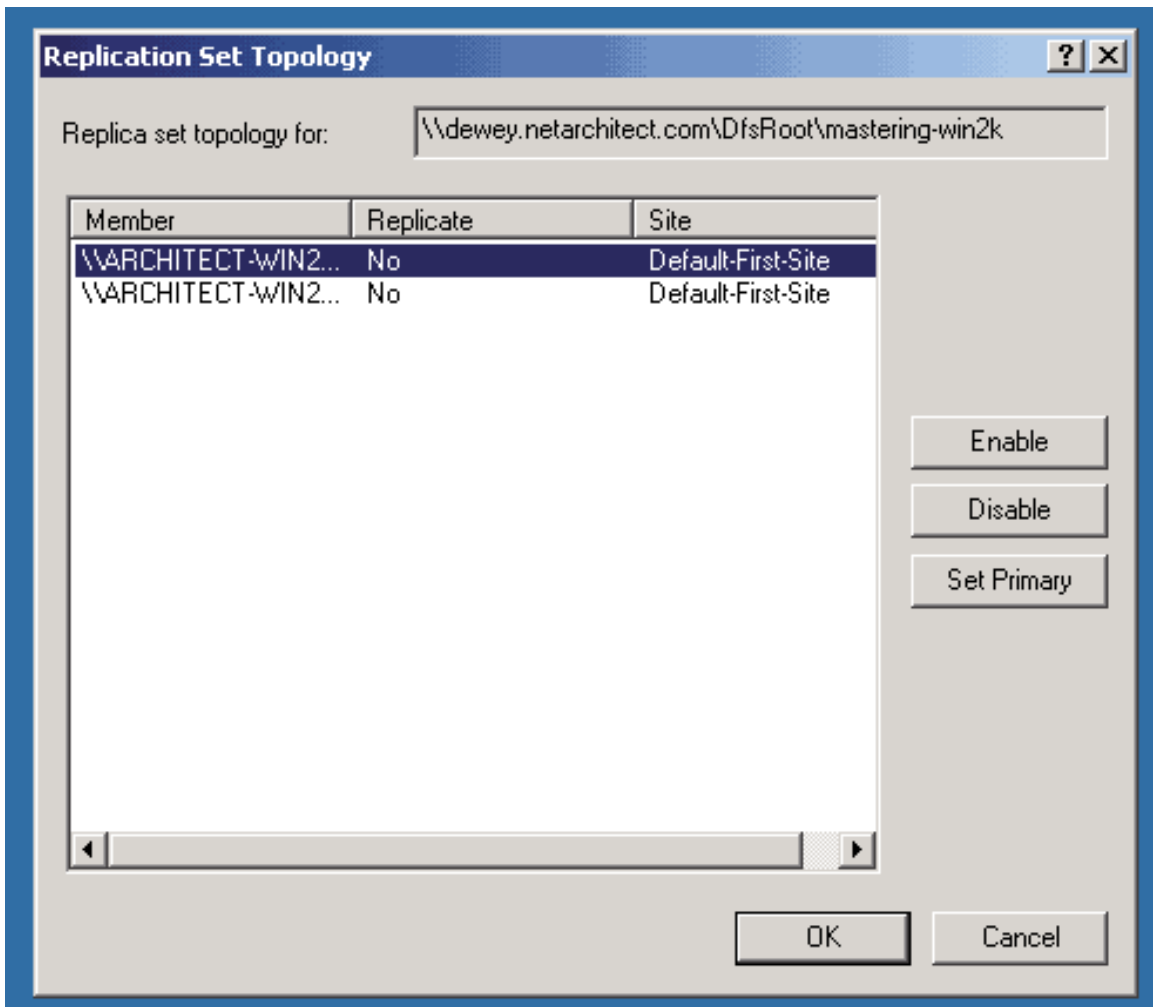 Replication Set Topology
Replica set topology for: \\dewey.netarchitect.com\DfsRoot\mastering-win2k
Member Replicate Site
\\ARCHITECT-WIN2... No Default-First-Site
\\ARCHITECT-WIN2... No Default-First-Site
Enable
Disable
Set Primary
OK Cancel